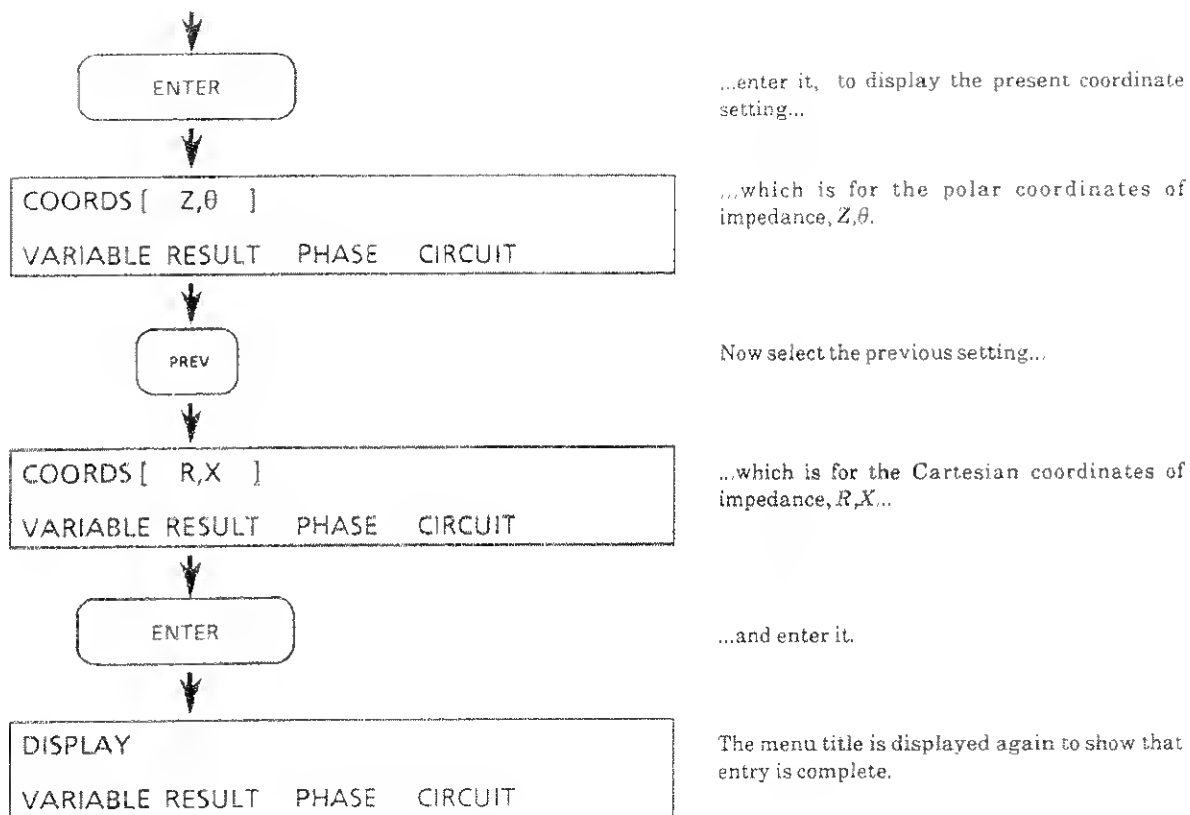 ENTER
...enter it, to display the present coordinate
setting...
COORDS [ Z,θ ]
VARIABLE RESULT PHASE CIRCUIT
...which is for the polar coordinates of
impedance, Z,θ.
PREV
Now select the previous setting...
COORDS [ R,X ]
VARIABLE RESULT PHASE CIRCUIT
...which is for the Cartesian coordinates of
impedance, R,X...
ENTER
...and enter it.
DISPLAY
VARIABLE RESULT PHASE CIRCUIT
The menu title is displayed again to show that
entry is complete.